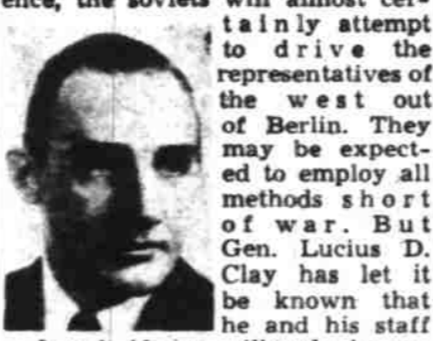 ence, the soviets will almost cer-
tainly attempt
to drive the
representatives of
the west out
of Berlin. They
may be expect-
ed to employ all
methods short
of war. But
Gen. Lucius D.
Clay has let it
be known that
he and his staff